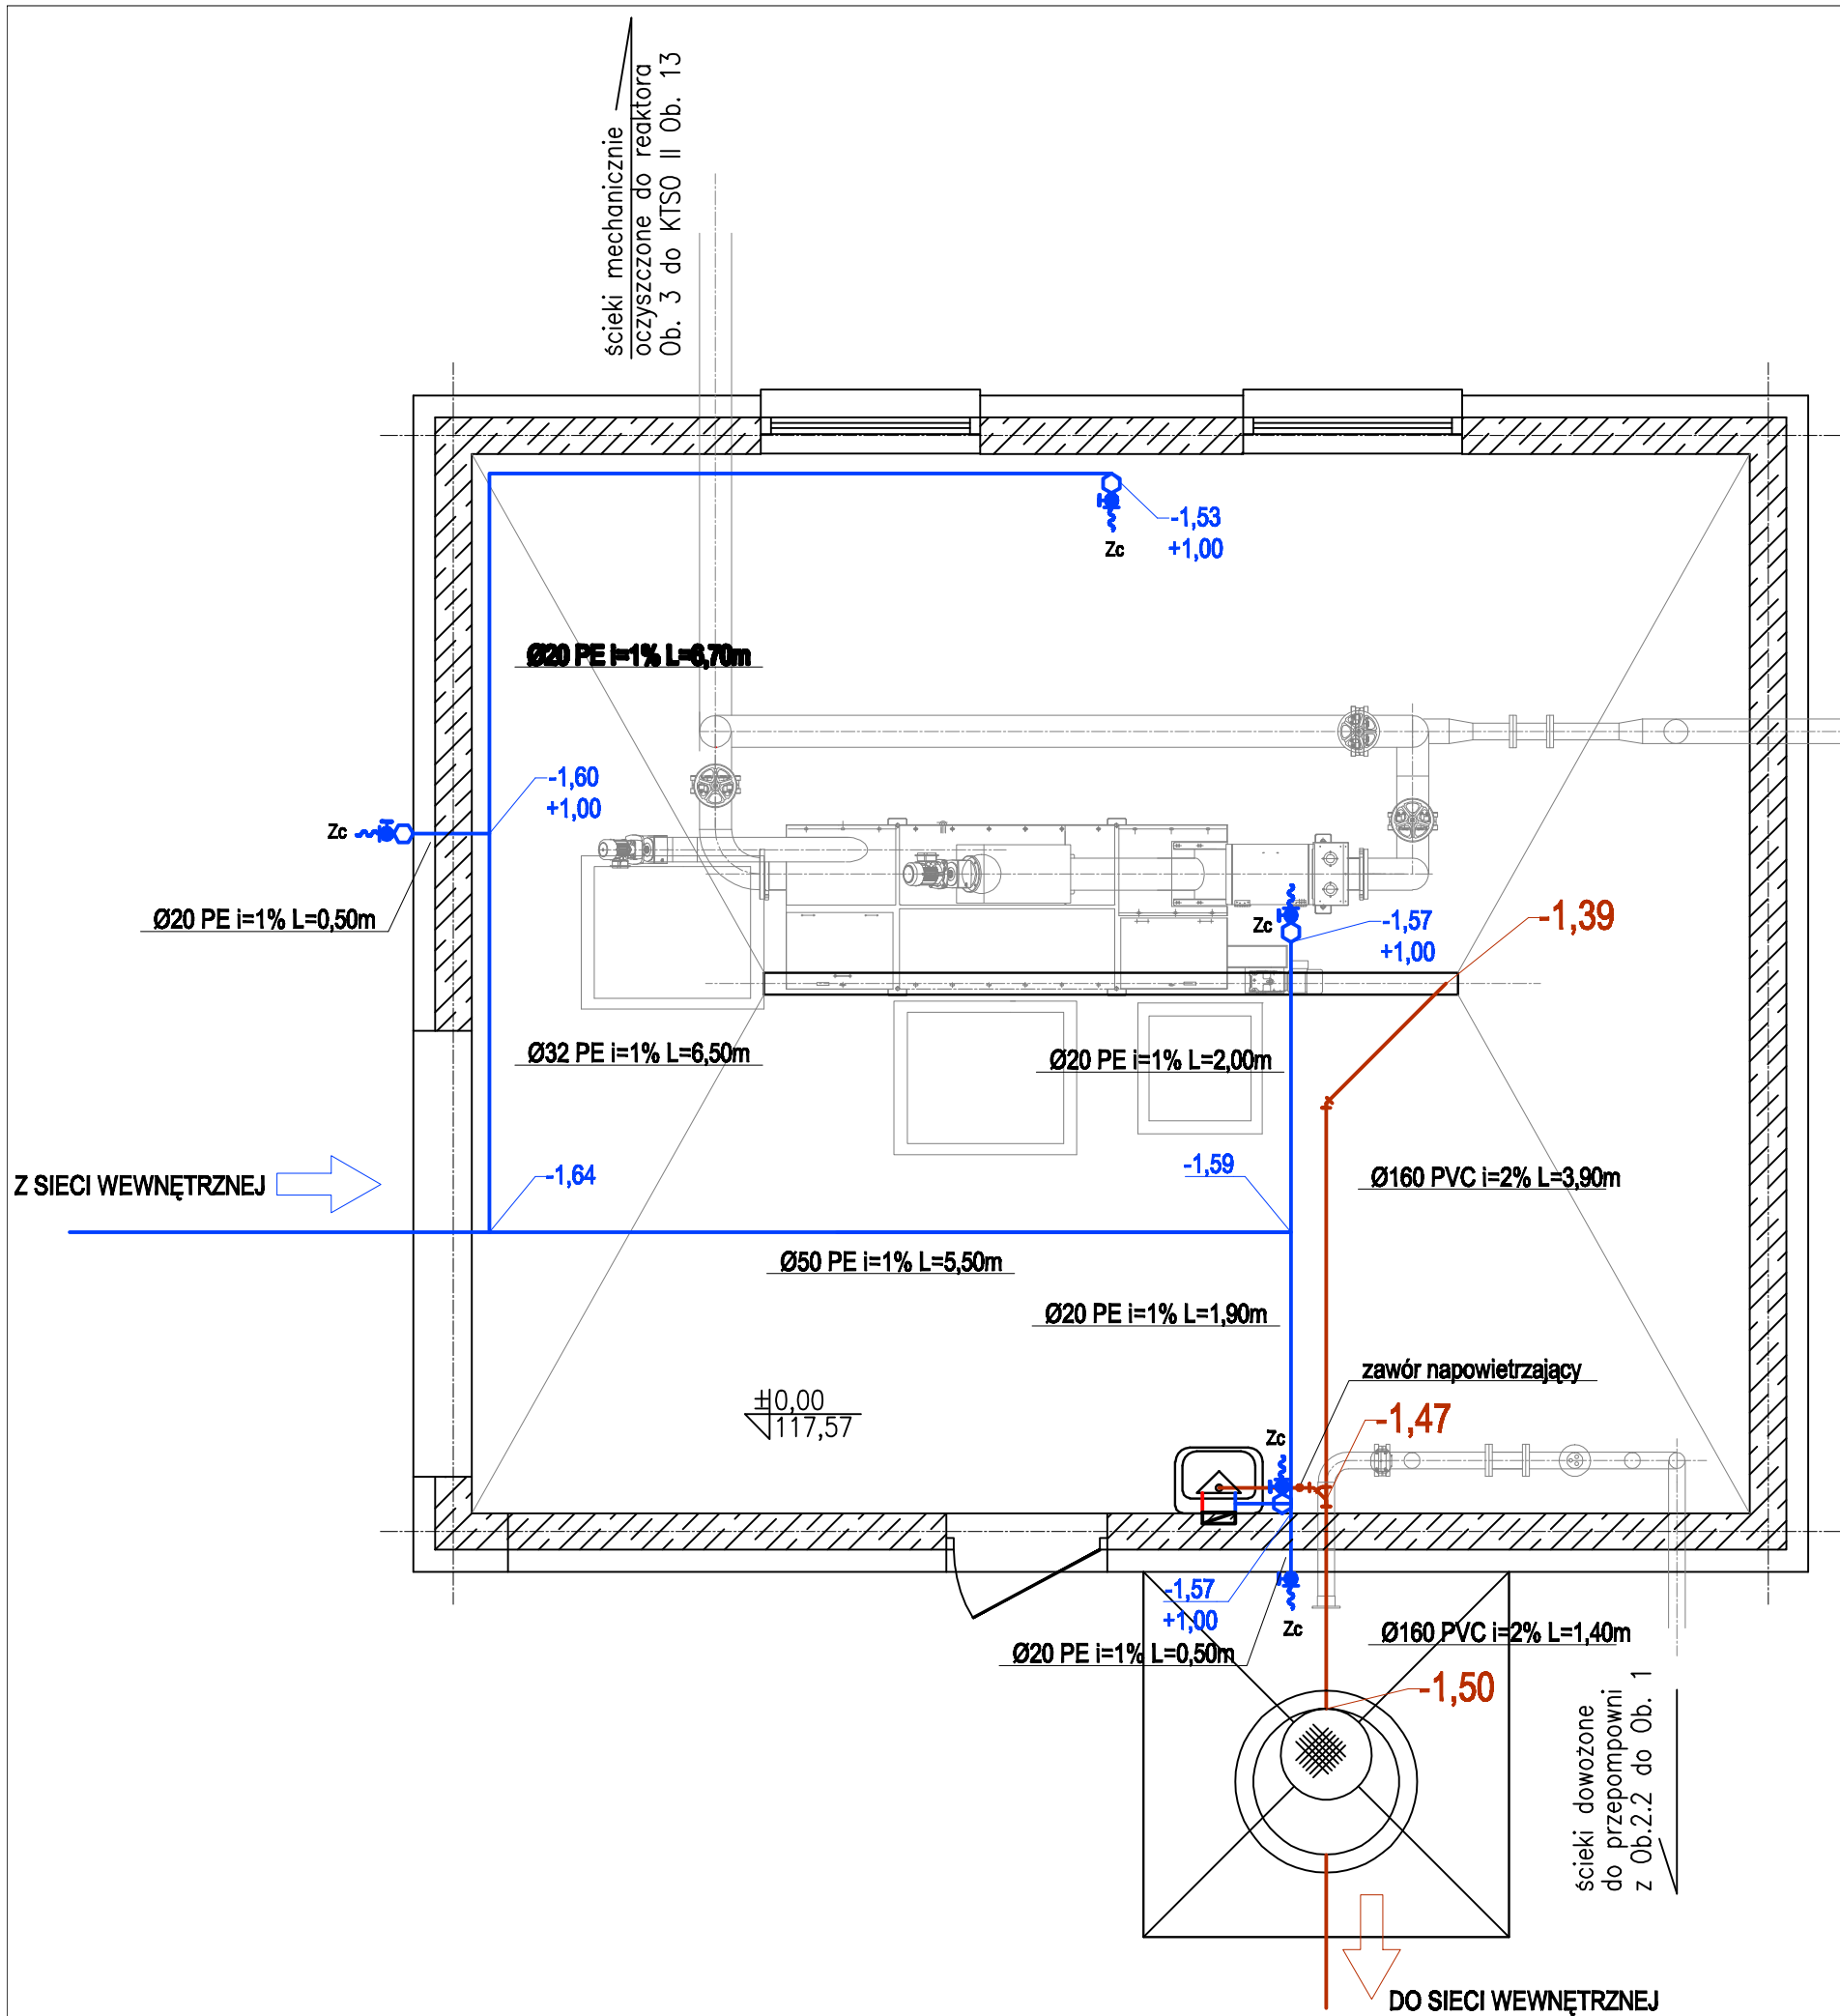 ścieki mechanicznie
oczyszczone do reaktora
Ob. 3 do KTSO II Ob. 13
-1,53
+1,00
Zc
Ø20 PE i=1% L=6,70m
-1,60
+1,00
Zc
Ø20 PE i=1% L=0,50m
Zc
-1,57
+1,00
-1,39
Ø32 PE i=1% L=6,50m
Ø20 PE i=1% L=2,00m
Z SIECI WEWNĘTRZNEJ
-1,64
-1,59
Ø160 PVC i=2% L=3,90m
Ø50 PE i=1% L=5,50m
Ø20 PE i=1% L=1,90m
zawór napowietrzający
±0,00
117,57
-1,47
Zc
-1,57
+1,00
Zc
Ø20 PE i=1% L=0,50m
Ø160 PVC i=2% L=1,40m
-1,50
ścieki dowożone
do przepompowni
z Ob.2.2 do Ob. 1
DO SIECI WEWNĘTRZNEJ